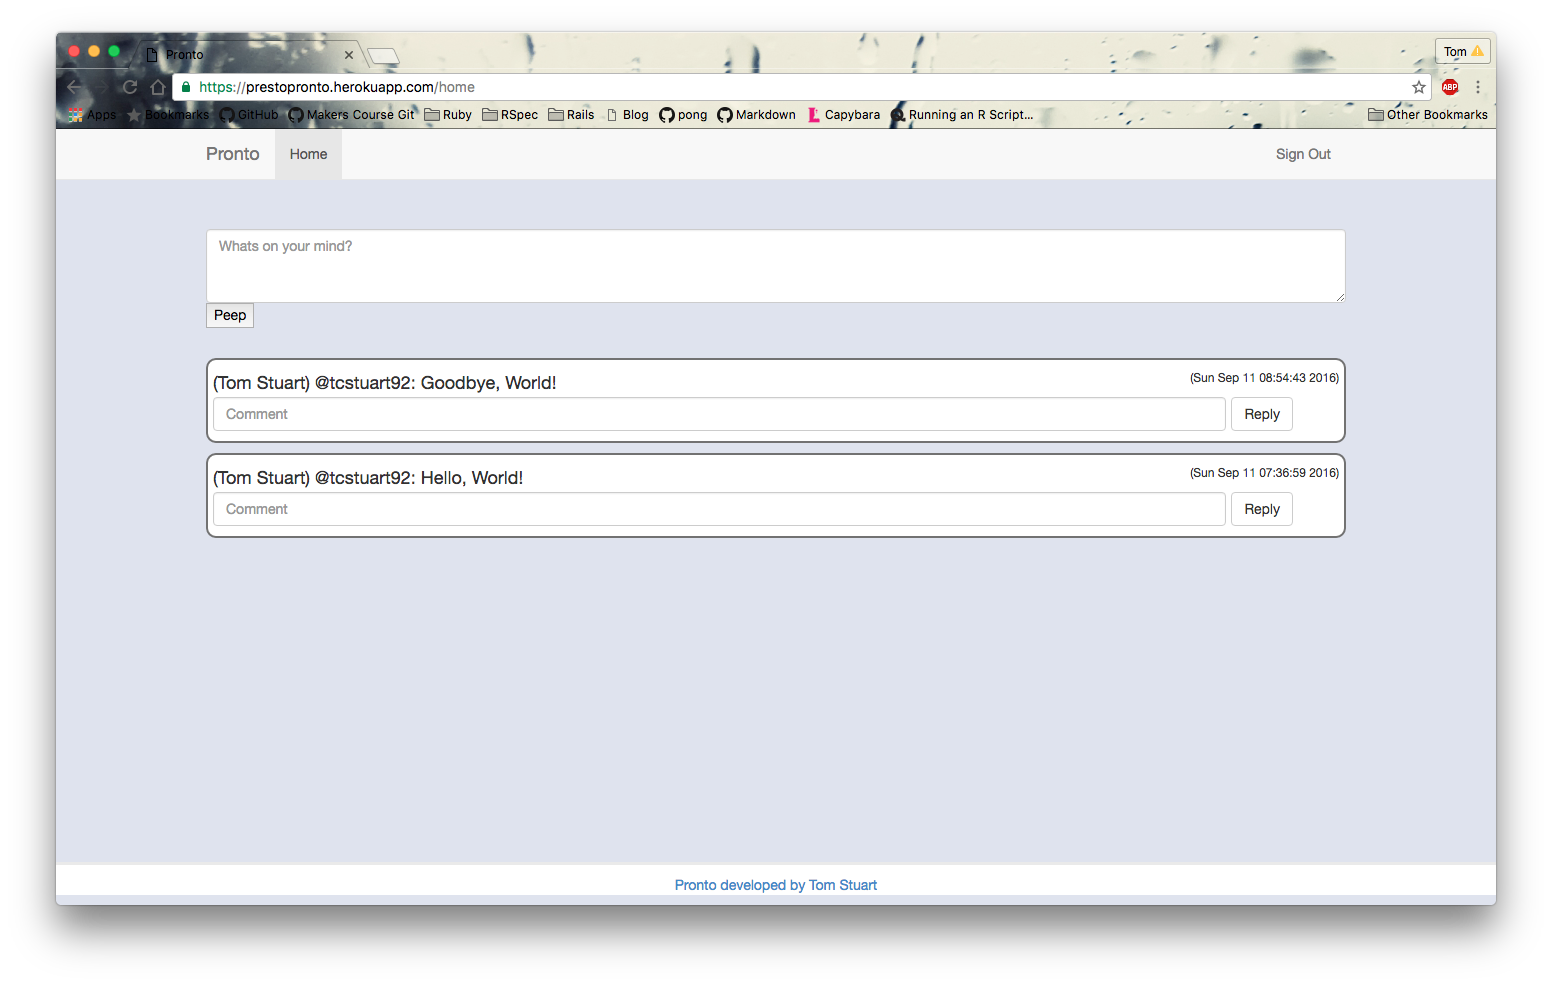 Pronto
Tom
https://prestopronto.herokuapp.com/home
ABP
Apps Bookmarks GitHub Makers Course Git Ruby RSpec Rails Blog pong Markdown Capybara Running an R Script... Other Bookmarks
Pronto Home Sign Out
Whats on your mind?
Peep
(Tom Stuart) @tcstuart92: Goodbye, World! (Sun Sep 11 08:54:43 2016)
Comment Reply
(Tom Stuart) @tcstuart92: Hello, World! (Sun Sep 11 07:36:59 2016)
Comment Reply
Pronto developed by Tom Stuart